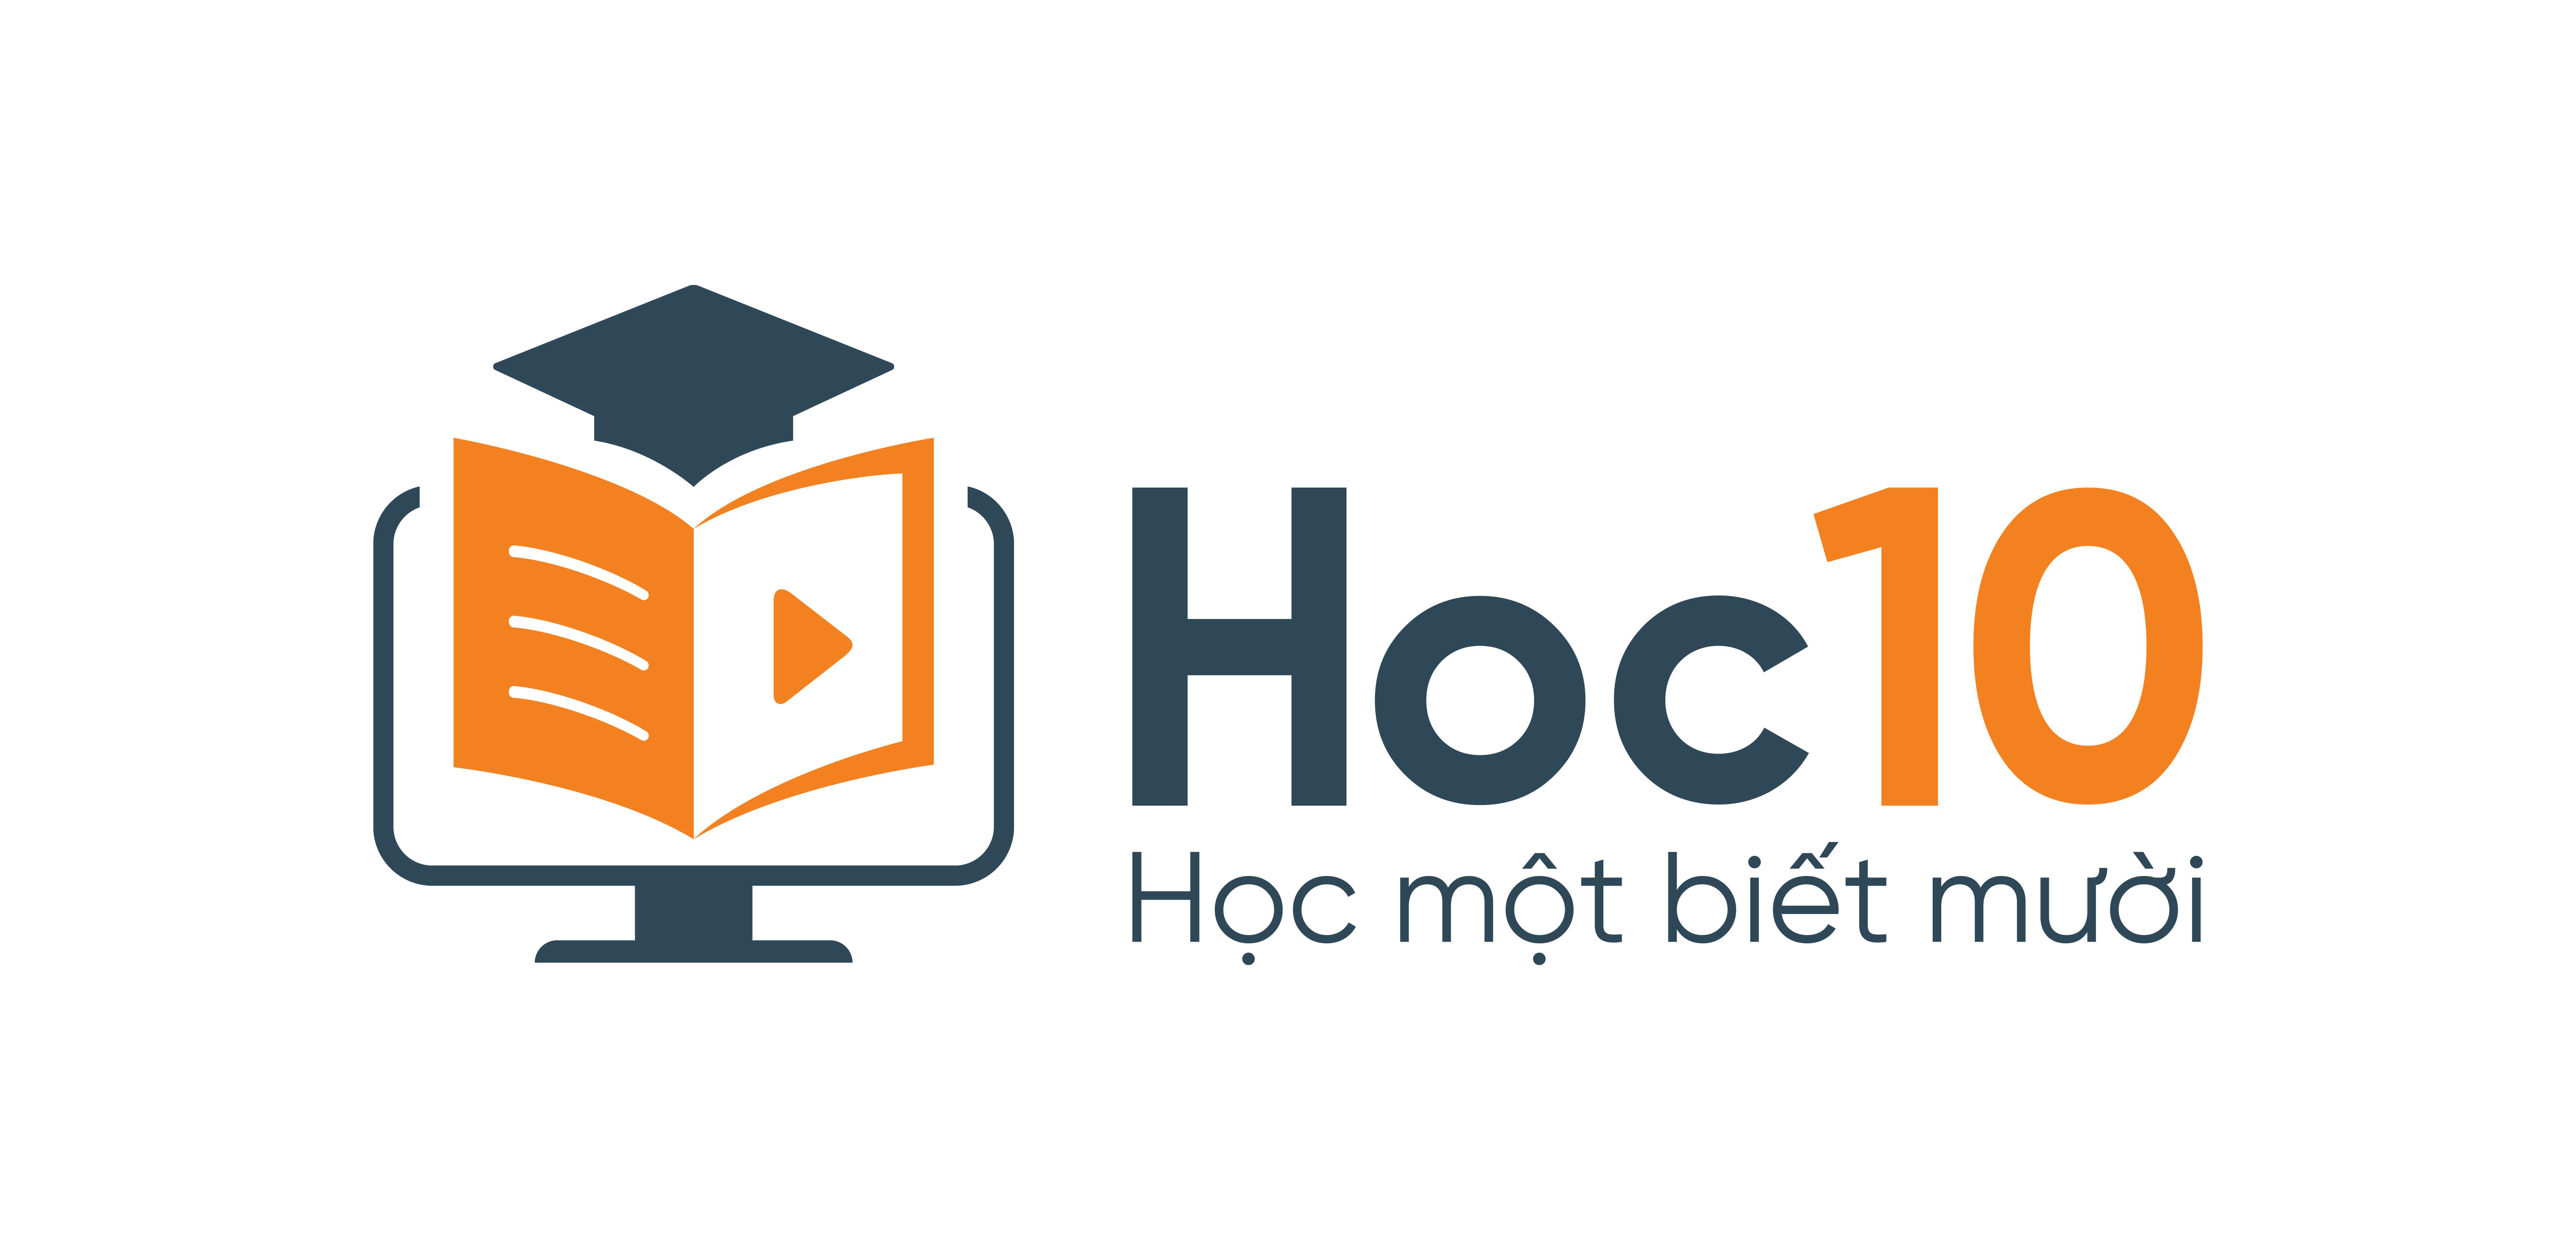 Hoc10
Học một biết mười